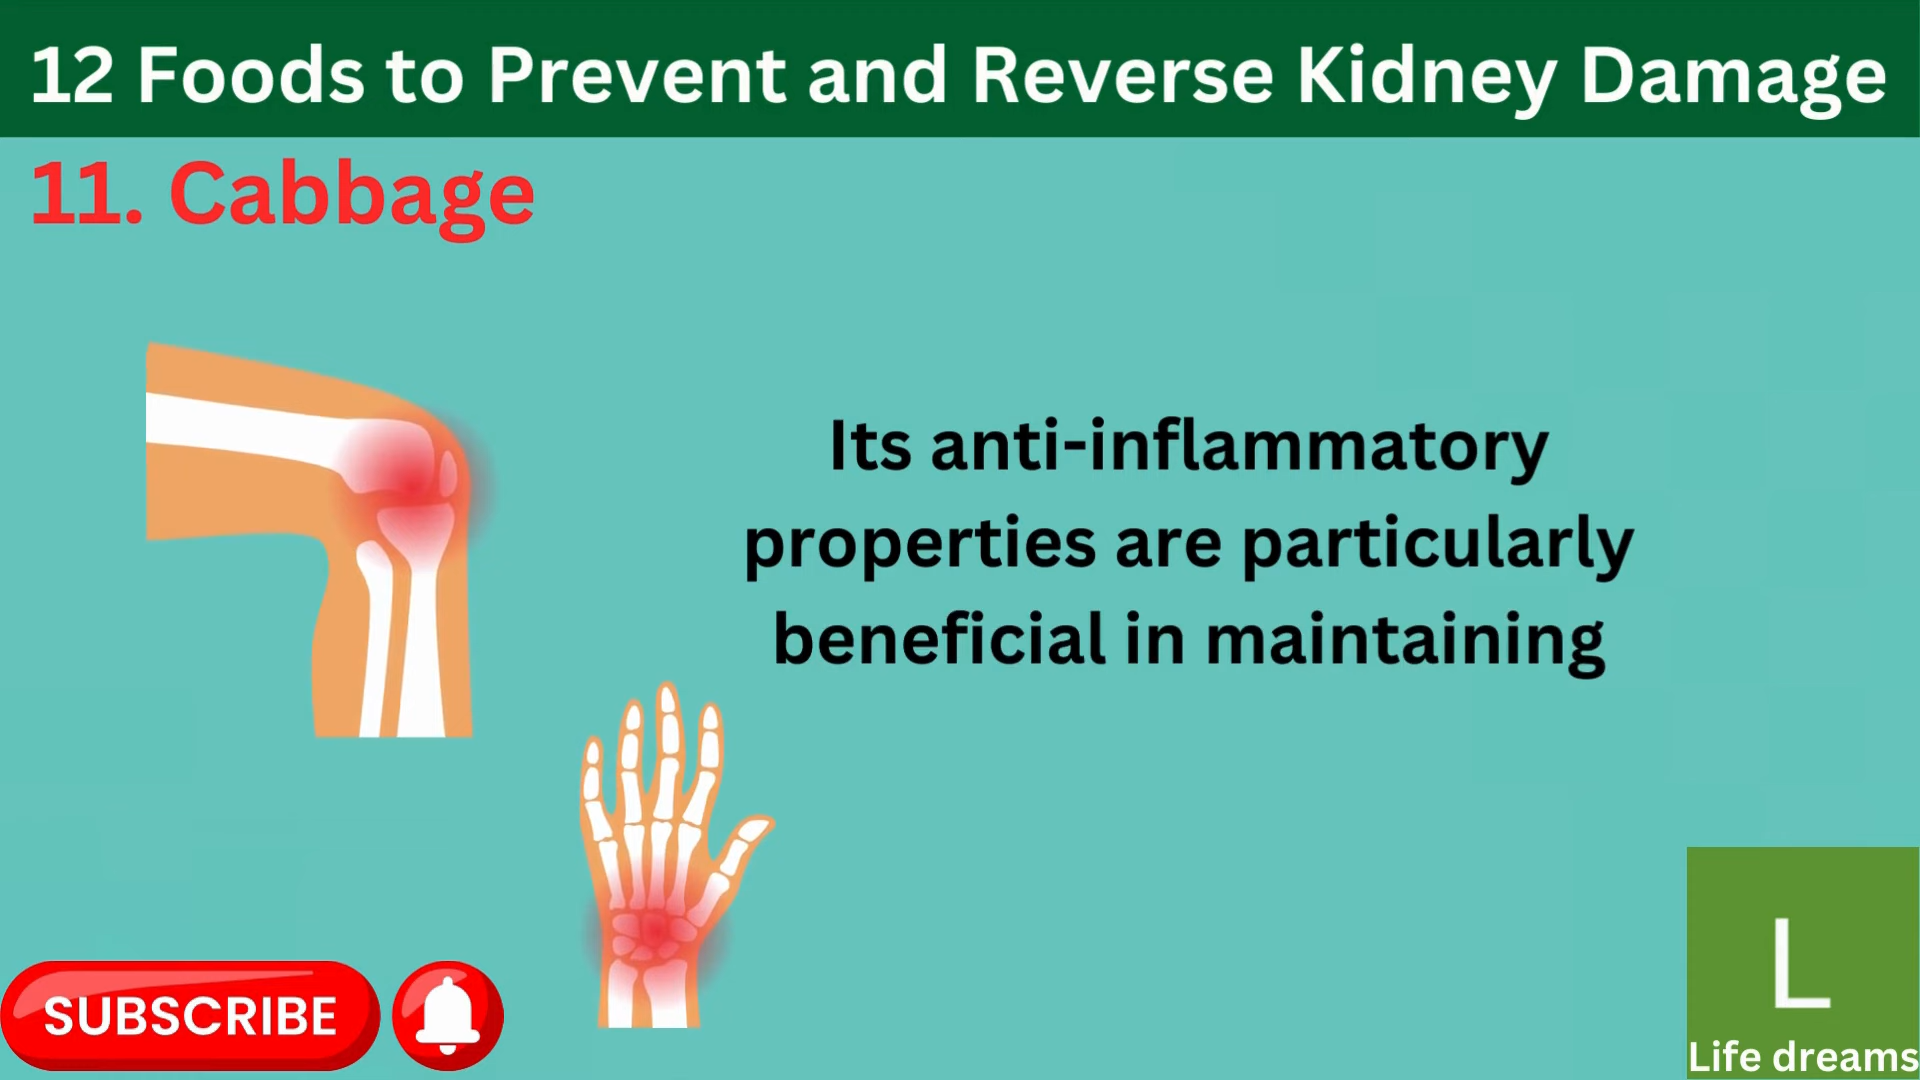 12 Foods to Prevent and Reverse Kidney Damage
11. Cabbage
Its anti-inflammatory
properties are particularly
beneficial in maintaining
SUBSCRIBE
L
Life dreams